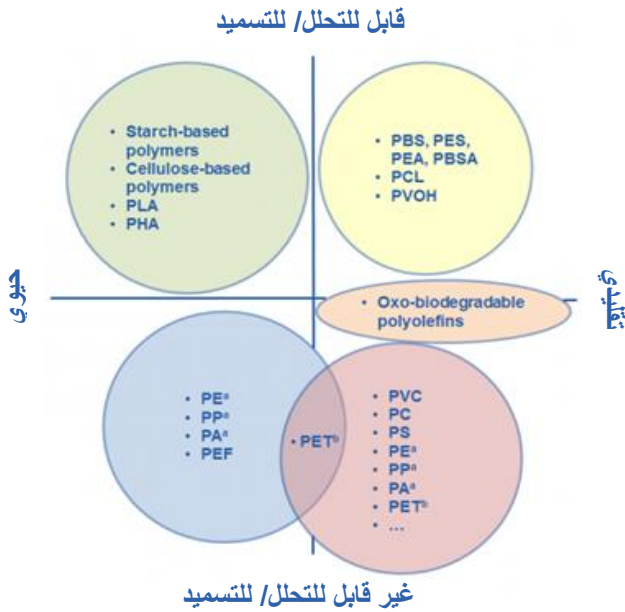 قابل للتحلل/ للتسميد
• Starch-based
polymers
• Cellulose-based
polymers
• PLA
• PHA
• PBS, PES,
PEA, PBSA
• PCL
• PVOH
حيوي
تقليدي
• Oxo-biodegradable
polyolefins
• PEᵃ
• PPᵃ
• PAᵃ
• PEF
• PETᵇ
• PVC
• PC
• PS
• PEᵃ
• PPᵃ
• PAᵃ
• PETᵇ
• ...
غير قابل للتحلل/ للتسميد